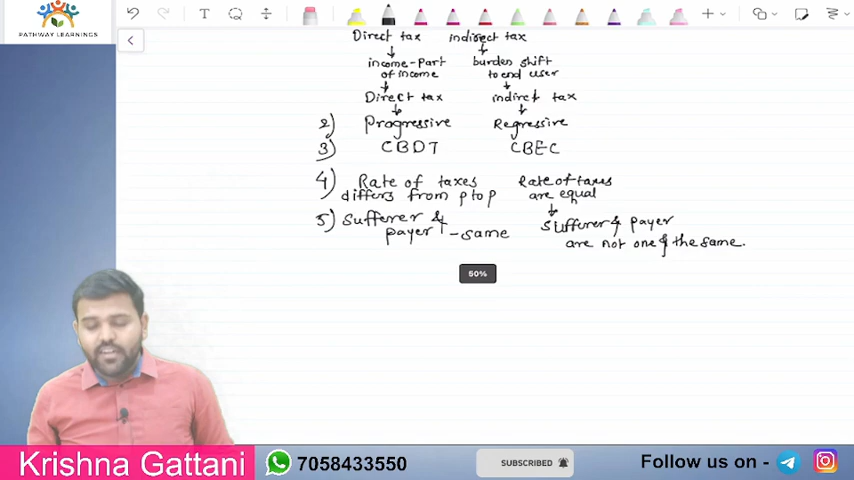 PATHWAY LEARNINGS
T
Direct tax indirect tax
income-part burden shift
of income to end user
Direct tax indirect tax
2) Progressive Regressive
3) CBDT CBEC
4) Rate of taxes Rate of taxes
differs from p to p are equal
5) Sufferer & Sufferer & payer
payer - same are not one & the same.
50%
Krishna Gattani 7058433550 SUBSCRIBED Follow us on -